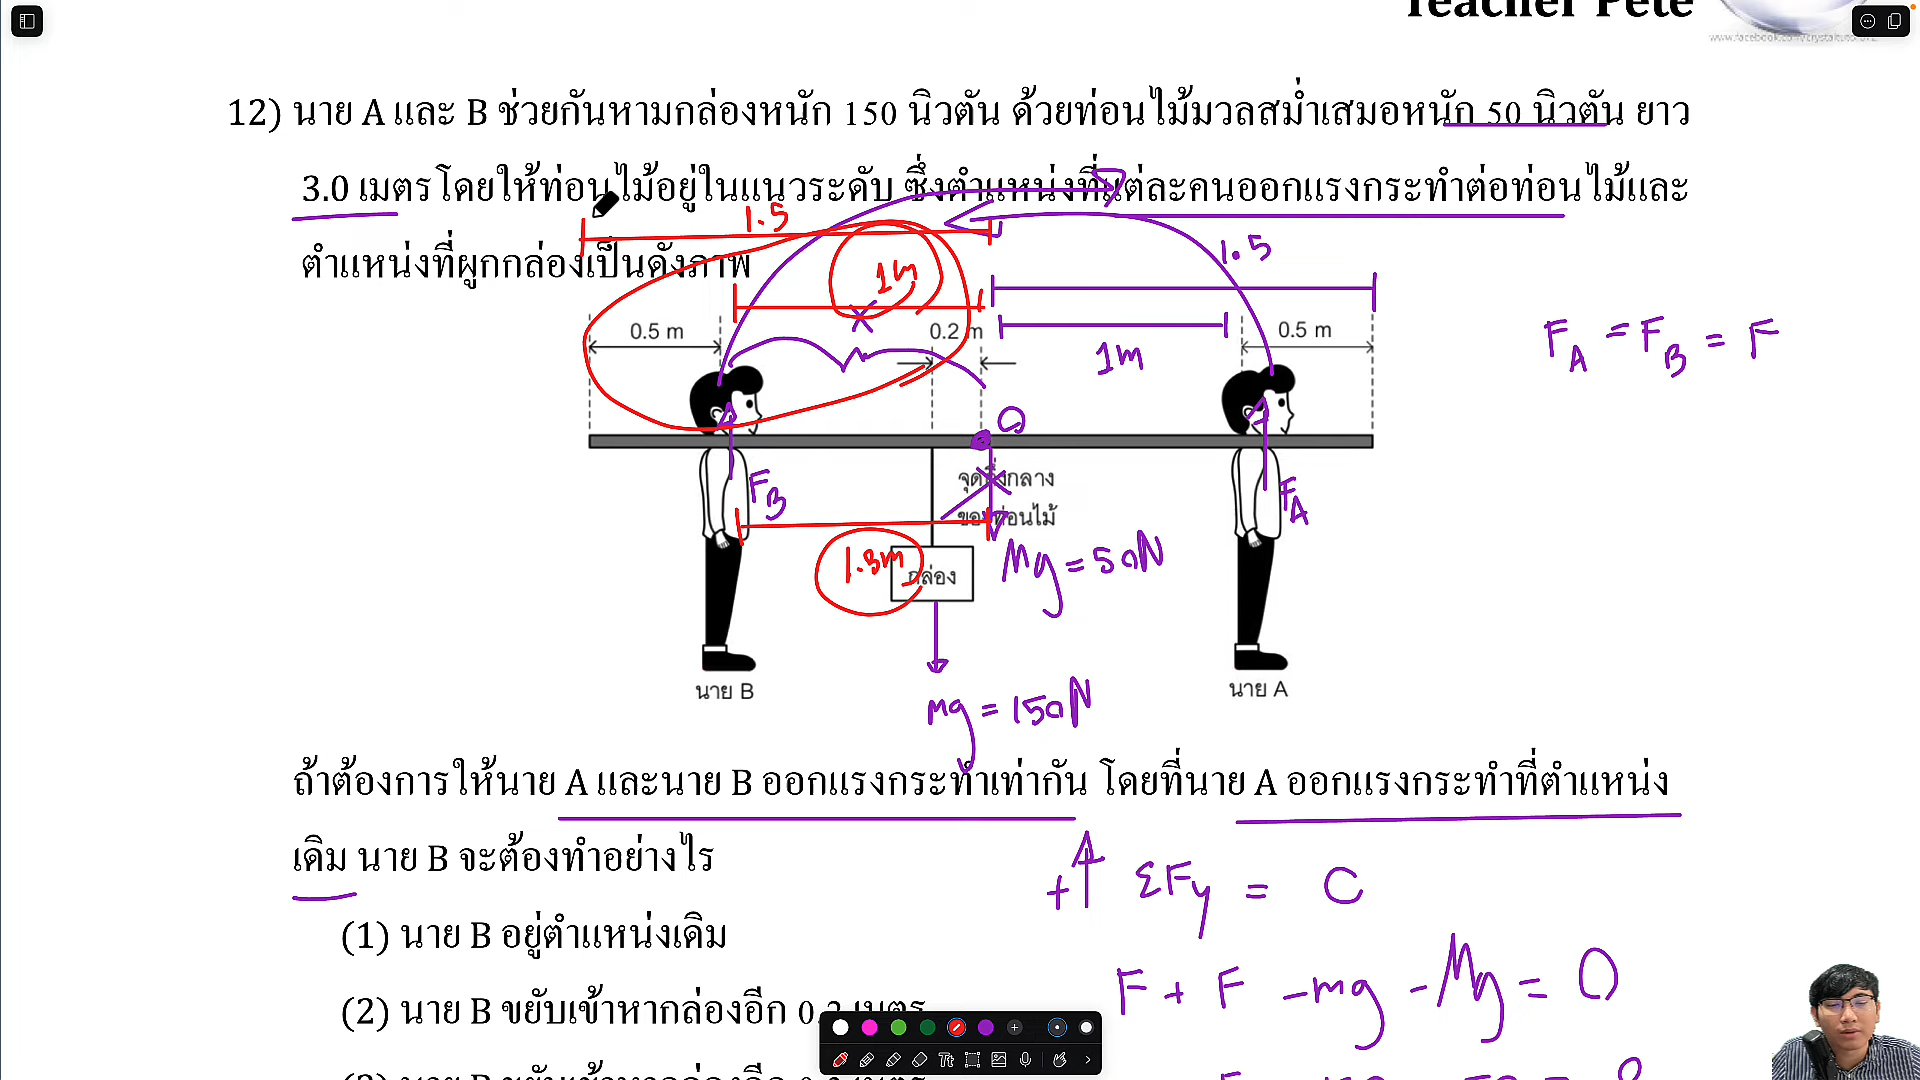 Teacher Pete
12) นาย A และ B ช่วยกันหามกล่องหนัก 150 นิวตัน ด้วยท่อนไม้มวลสม่ำเสมอหนัก 50 นิวตัน ยาว
3.0 เมตรโดยให้ท่อนไม้อยู่ในแนวระดับ ซึ่งตำแหน่งที่แต่ละคนออกแรงกระทำต่อท่อนไม้และ
1.5
ตำแหน่งที่ผูกกล่องเป็นดังภาพ
1.5
1m
0.5 m
0.2 m
0.5 m
1m
F_A = F_B = F
O
จุดกึ่งกลาง
ของท่อนไม้
F_B
F_A
1.3m
กล่อง
Mg = 50N
นาย B
นาย A
mg = 150N
ถ้าต้องการให้นาย A และนาย B ออกแรงกระทำเท่ากัน โดยที่นาย A ออกแรงกระทำที่ตำแหน่ง
เดิม นาย B จะต้องทำอย่างไร
+↑ ΣFy = 0
(1) นาย B อยู่ตำแหน่งเดิม
F + F - mg - Mg = 0
(2) นาย B ขยับเข้าหากล่องอีก 0.2 เมตร